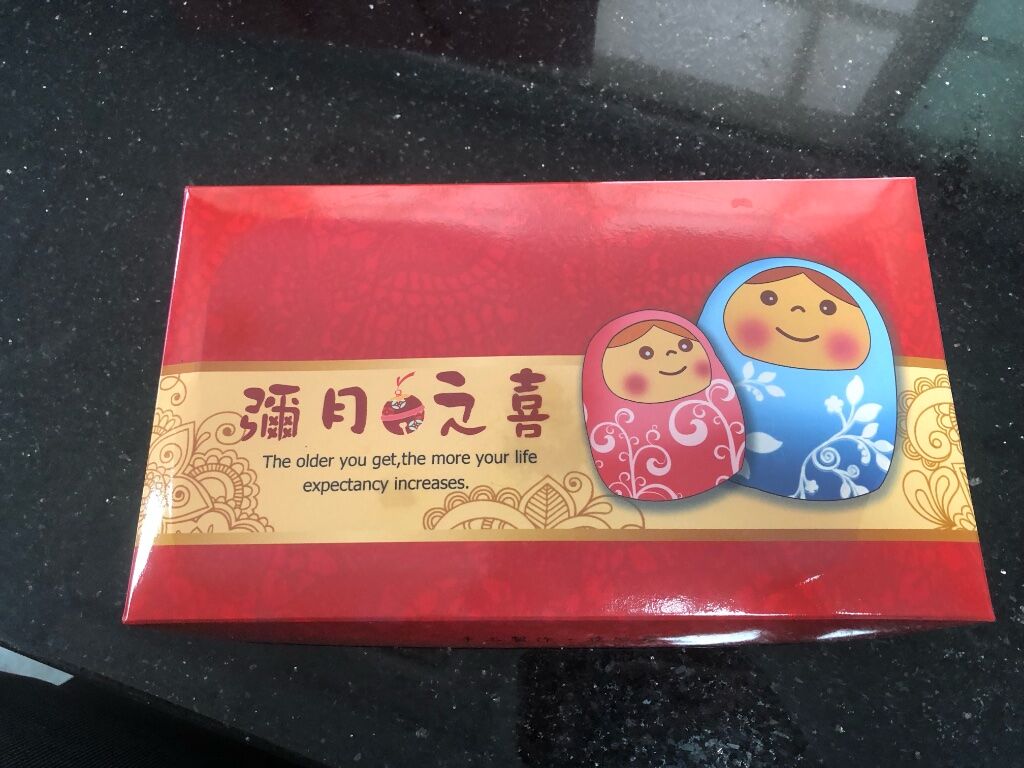 彌月之喜
The older you get,the more your life
expectancy increases.